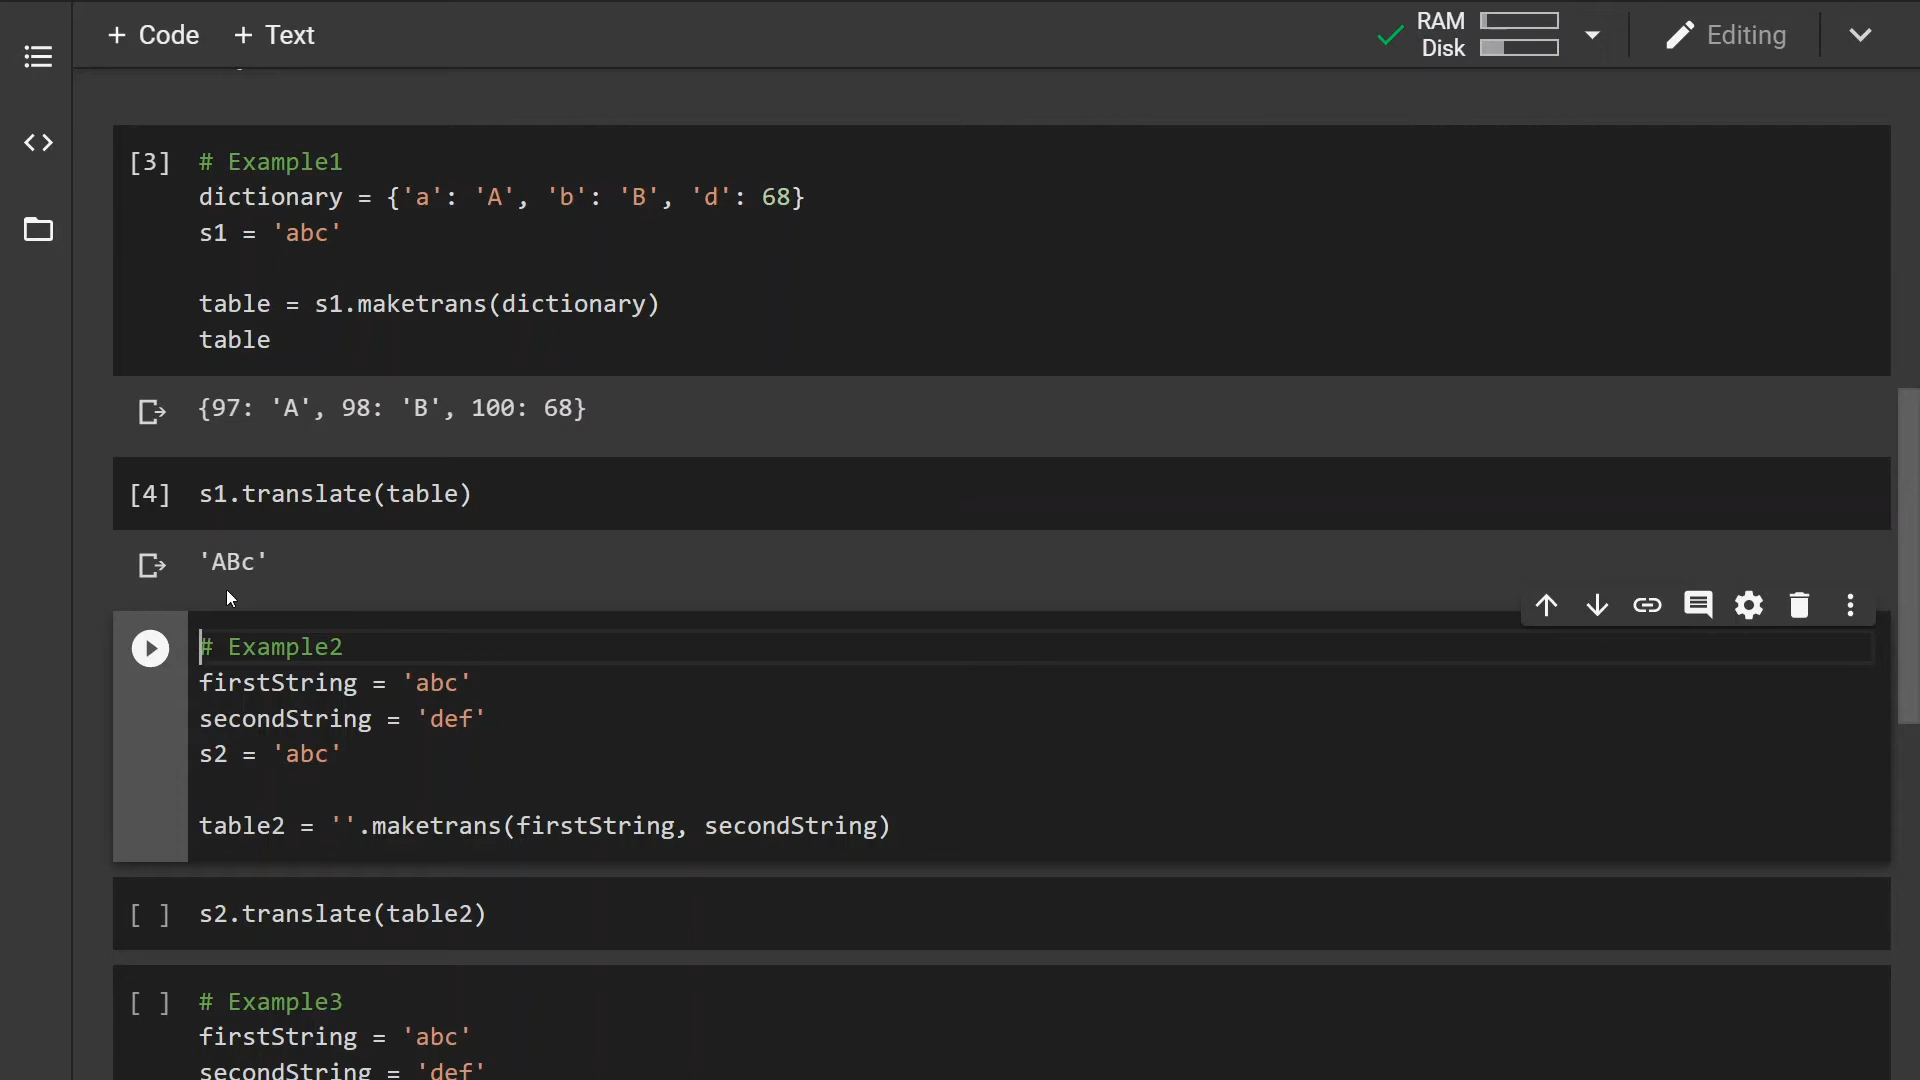 + Code + Text
RAM
Disk
Editing
[3] # Example1
dictionary = {'a': 'A', 'b': 'B', 'd': 68}
s1 = 'abc'
table = s1.maketrans(dictionary)
table
{97: 'A', 98: 'B', 100: 68}
[4] s1.translate(table)
'ABc'
# Example2
firstString = 'abc'
secondString = 'def'
s2 = 'abc'
table2 = ''.maketrans(firstString, secondString)
[ ] s2.translate(table2)
[ ] # Example3
firstString = 'abc'
secondString = 'def'